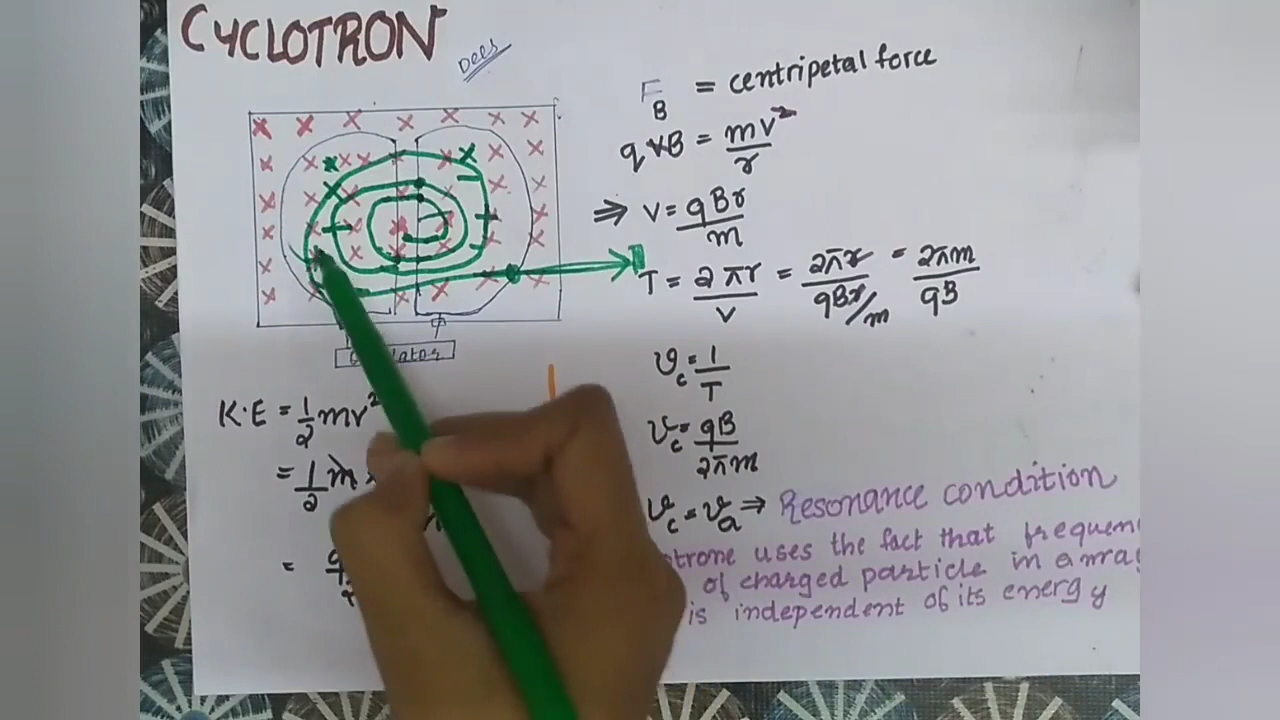 CYCLOTRON
Dees
F_B = centripetal force
qVB = mv²/r
⇒ V = qBr/m
T = 2πr/V = 2πr/qBr/m = 2πm/qB
ν_c = 1/T
ν_c = qB/2πm
ν_c = ν_a ⇒ Resonance condition
uses the fact that
of charged particle in a
is independent of its energy
K.E = 1/2 mv²
= 1/2 m
=